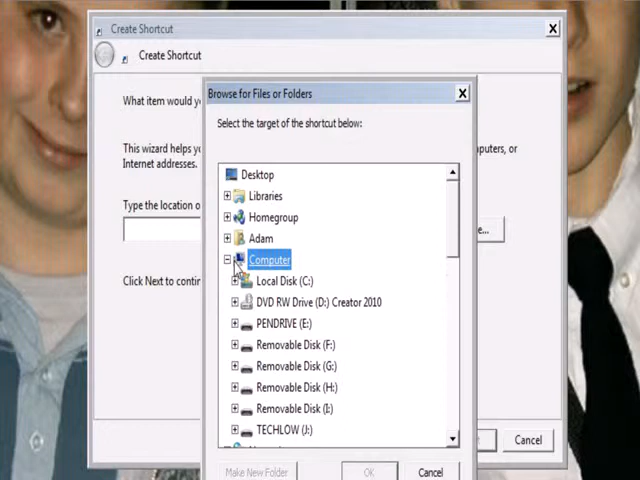 Create Shortcut
Create Shortcut
What item would y
This wizard helps yo
mputers, or
Internet addresses.
Type the location o
e...
Click Next to contin
Cancel
Browse for Files or Folders
Select the target of the shortcut below:
Desktop
Libraries
Homegroup
Adam
Computer
Local Disk (C:)
DVD RW Drive (D:) Creator 2010
PENDRIVE (E:)
Removable Disk (F:)
Removable Disk (G:)
Removable Disk (H:)
Removable Disk (I:)
TECHLOW (J:)
Make New Folder
OK
Cancel